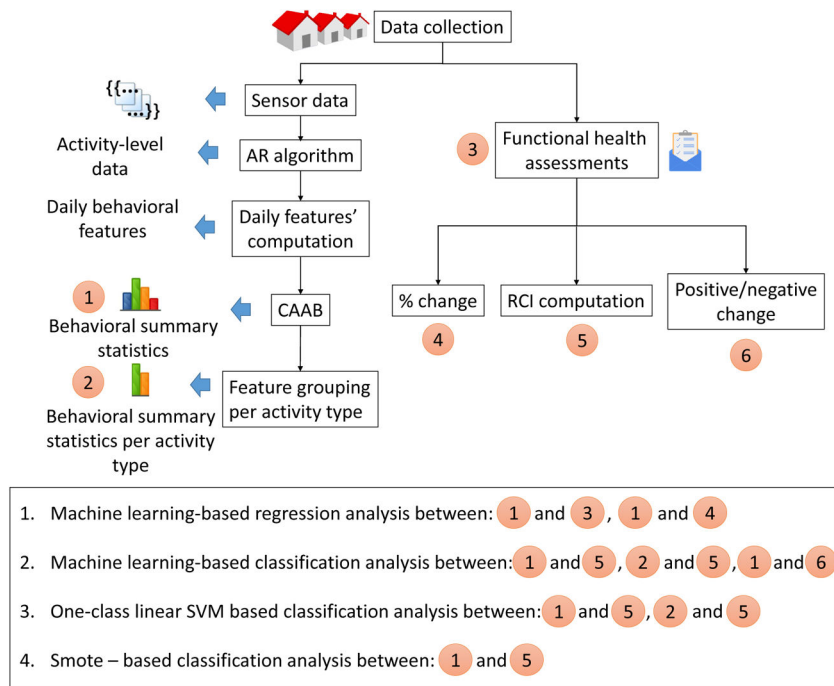 Data collection
{{...
...}}
Sensor data
Activity-level
data
AR algorithm
Daily behavioral
features
Daily features'
computation
1
CAAB
Behavioral summary
statistics
2
Feature grouping
per activity type
Behavioral summary
statistics per activity
type
3
Functional health
assessments
% change
4
RCI computation
5
Positive/negative
change
6
1. Machine learning-based regression analysis between: 1 and 3 , 1 and 4
2. Machine learning-based classification analysis between: 1 and 5 , 2 and 5 , 1 and 6
3. One-class linear SVM based classification analysis between: 1 and 5 , 2 and 5
4. Smote – based classification analysis between: 1 and 5